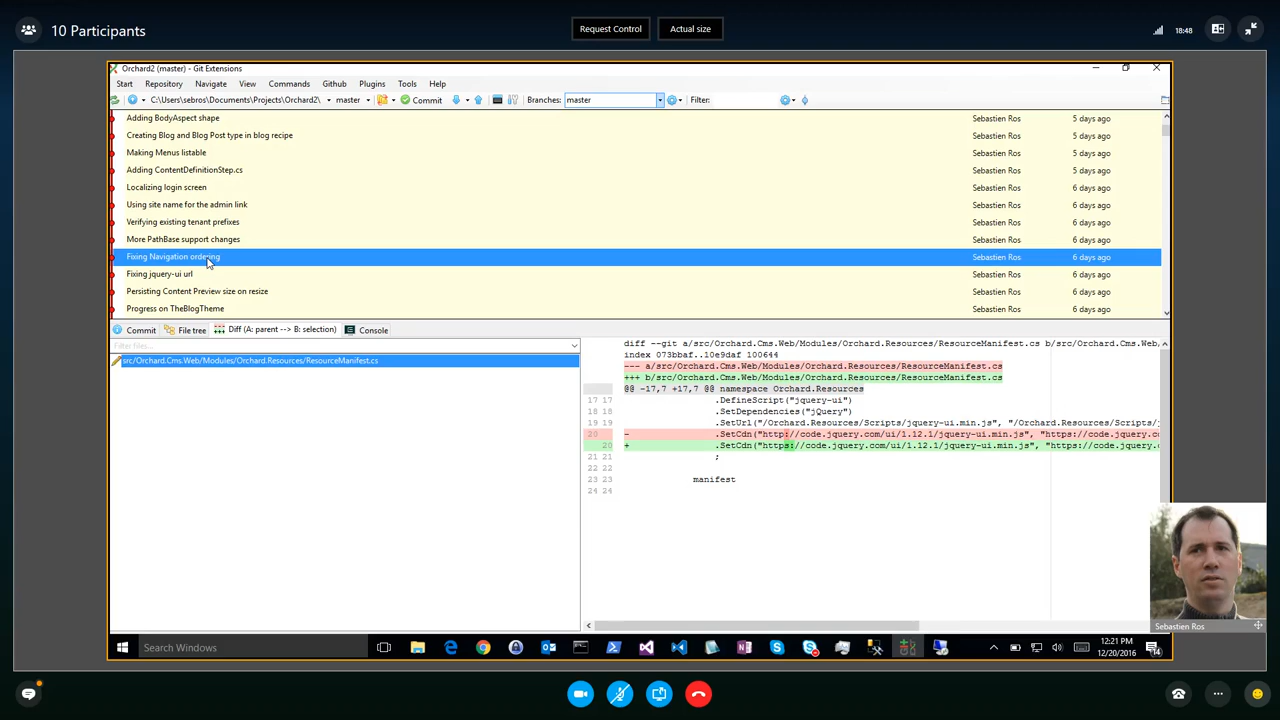 10 Participants
Request Control
Actual size
18:48
Orchard2 (master) - Git Extensions
Start Repository Navigate View Commands Github Plugins Tools Help
C:\Users\sebros\Documents\Projects\Orchard2\ master Commit Branches: master Filter:
Adding BodyAspect shape Sebastien Ros 5 days ago
Creating Blog and Blog Post type in blog recipe Sebastien Ros 5 days ago
Making Menus listable Sebastien Ros 5 days ago
Adding ContentDefinitionStep.cs Sebastien Ros 5 days ago
Localizing login screen Sebastien Ros 6 days ago
Using site name for the admin link Sebastien Ros 6 days ago
Verifying existing tenant prefixes Sebastien Ros 6 days ago
More PathBase support changes Sebastien Ros 6 days ago
Fixing Navigation ordering Sebastien Ros 6 days ago
Fixing jquery-ui url Sebastien Ros 6 days ago
Persisting Content Preview size on resize Sebastien Ros 6 days ago
Progress on TheBlogTheme Sebastien Ros 6 days ago
Commit File tree Diff (A: parent --> B: selection) Console
Filter files...
src/Orchard.Cms.Web/Modules/Orchard.Resources/ResourceManifest.cs
diff --git a/src/Orchard.Cms.Web/Modules/Orchard.Resources/ResourceManifest.cs b/src/Orchard.Cms.Web
index 073bbaf..10e9daf 100644
--- a/src/Orchard.Cms.Web/Modules/Orchard.Resources/ResourceManifest.cs
+++ b/src/Orchard.Cms.Web/Modules/Orchard.Resources/ResourceManifest.cs
@@ -17,7 +17,7 @@ namespace Orchard.Resources
17 17 .DefineScript("jquery-ui")
18 18 .SetDependencies("jQuery")
19 19 .SetUrl("/Orchard.Resources/Scripts/jquery-ui.min.js", "/Orchard.Resources/Scripts/
20 - .SetCdn("http://code.jquery.com/ui/1.12.1/jquery-ui.min.js", "https://code.jquery.co
20 + .SetCdn("https://code.jquery.com/ui/1.12.1/jquery-ui.min.js", "https://code.jquery.c
21 21 ;
22 22
23 23 manifest
24 24
Sebastien Ros
Search Windows
12:21 PM
12/20/2016
14